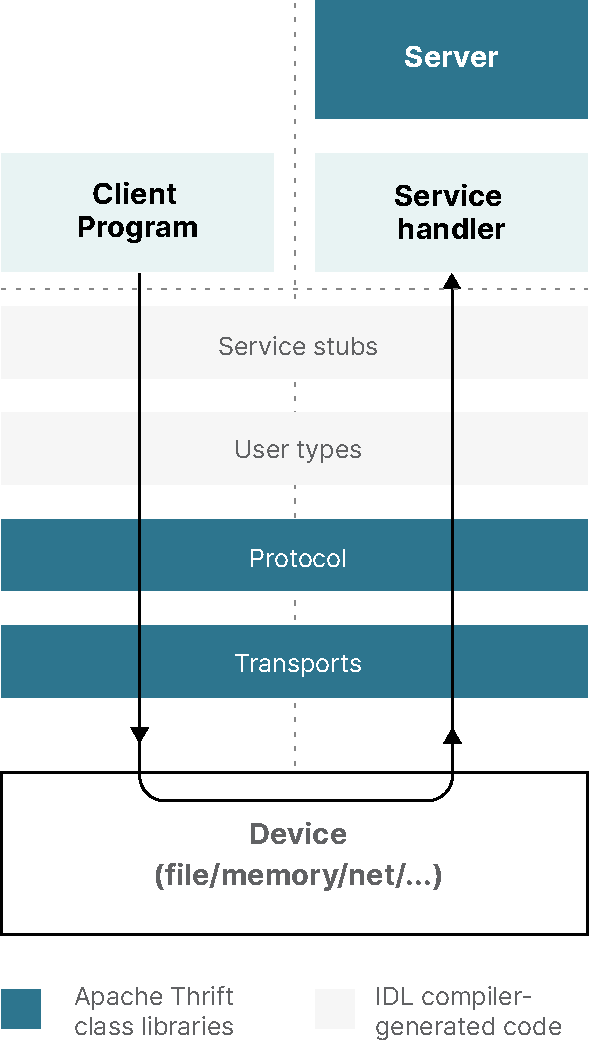 Server
Client
Program
Service
handler
Service stubs
User types
Protocol
Transports
Device
(file/memory/net/...)
Apache Thrift
class libraries
IDL compiler-
generated code